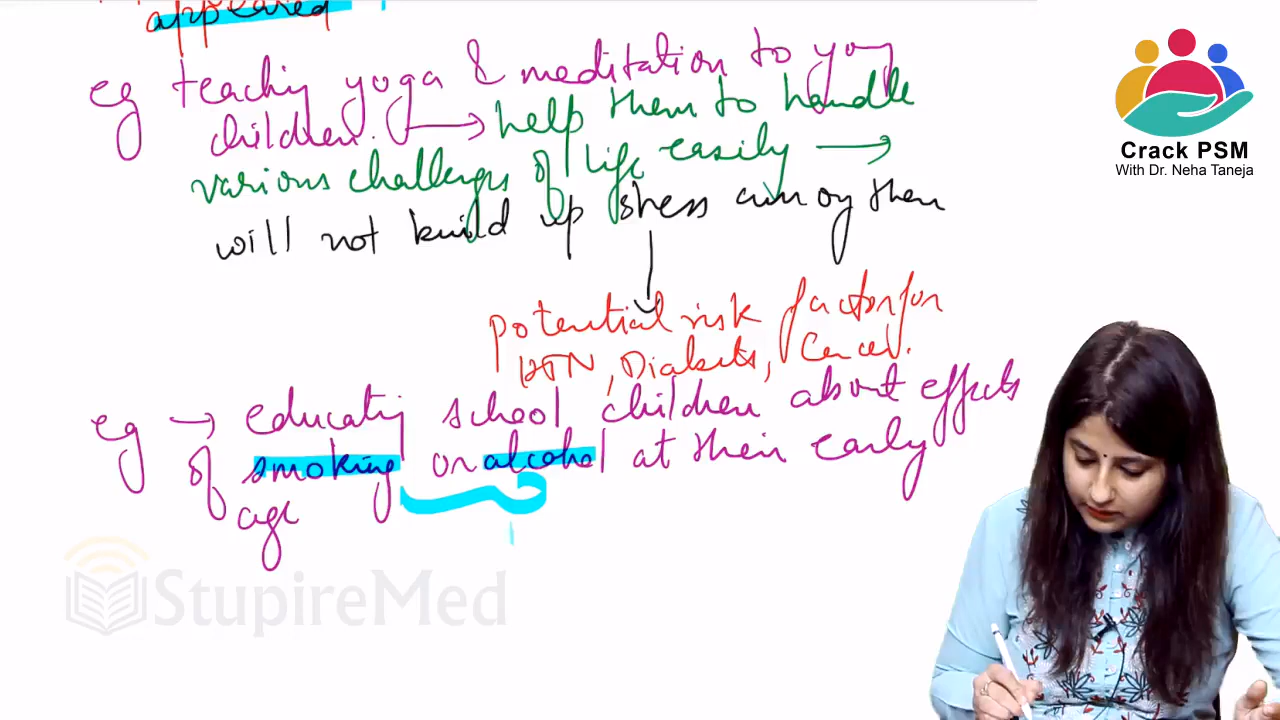 appeared
eg teaching yoga & meditation to young
children. → help them to handle
various challenges of life easily →
will not build up stress among them
potential risk factor for
HTN, Diabetes, Cancer.
eg → educating school children about effects
of smoking or alcohol at their early
age
StupireMed
Crack PSM
With Dr. Neha Taneja